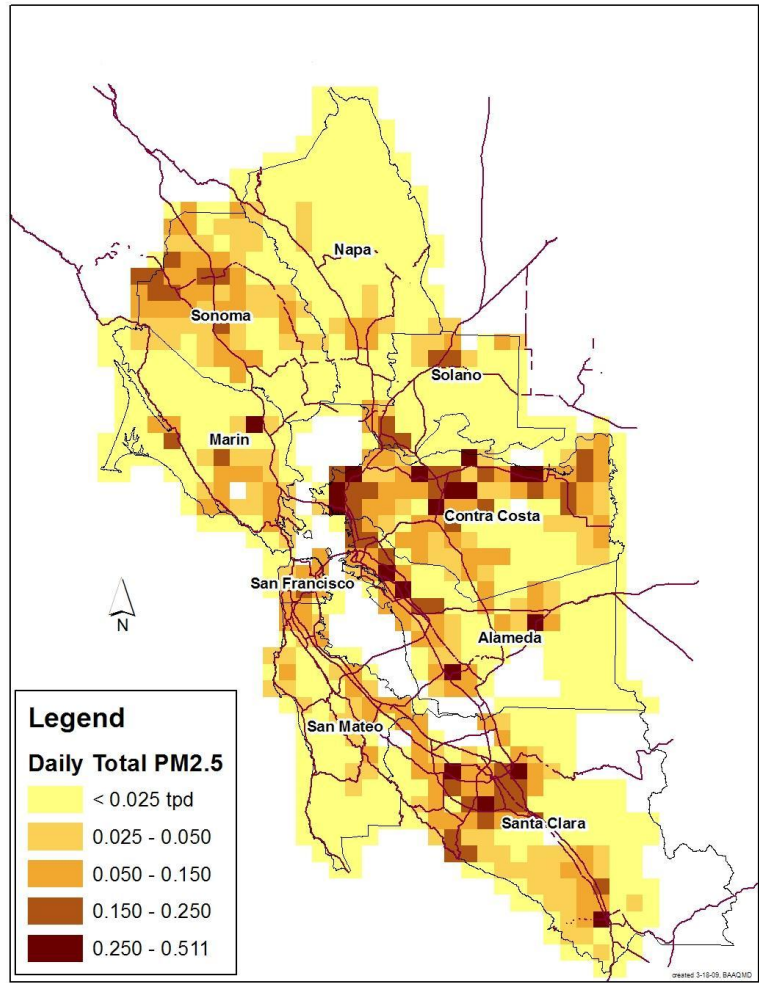 Napa
Sonoma
Solano
Marin
Contra Costa
San Francisco
N
Alameda
San Mateo
Santa Clara
Legend
Daily Total PM2.5
< 0.025 tpd
0.025 - 0.050
0.050 - 0.150
0.150 - 0.250
0.250 - 0.511
created 3-18-09, BAAQMD